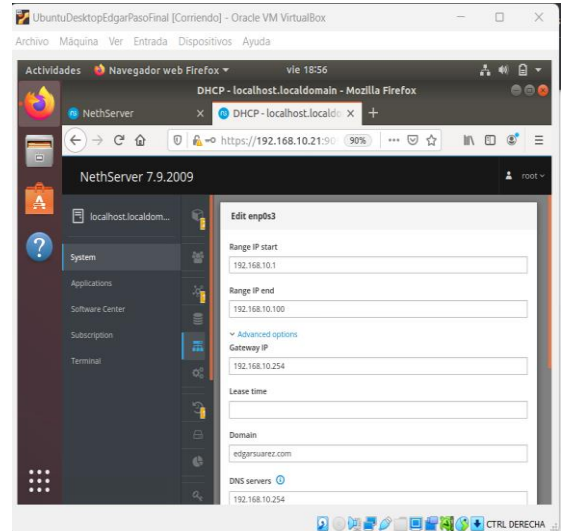 UbuntuDesktopEdgarPasoFinal [Corriendo] - Oracle VM VirtualBox
Archivo Máquina Ver Entrada Dispositivos Ayuda
Actividades Navegador web Firefox vie 18:56
DHCP - localhost.localdomain - Mozilla Firefox
NethServer DHCP - localhost.localdo
https://192.168.10.21:90 90%
NethServer 7.9.2009 root
localhost.localdom...
System
Applications
Software Center
Subscription
Terminal
Edit enp0s3
Range IP start
192.168.10.1
Range IP end
192.168.10.100
Advanced options
Gateway IP
192.168.10.254
Lease time
Domain
edgarsuarez.com
DNS servers
192.168.10.254
CTRL DERECHA